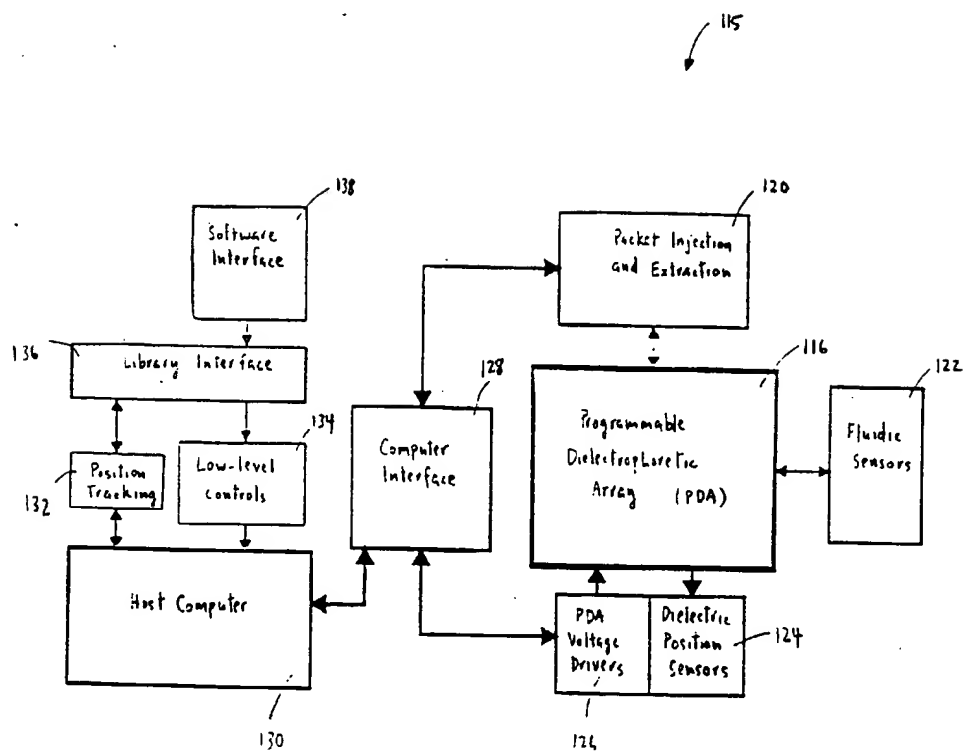 115
138
Software
Interface
120
Packet Injection
and Extraction
136
Library Interface
116
122
128
134
Programmable
Dielectrophoretic
Array (PDA)
Fluidic
Sensors
Computer
Interface
Position
Tracking
Low-level
controls
132
Host Computer
PDA
Voltage
Drivers
Dielectric
Position
Sensors
124
130
126